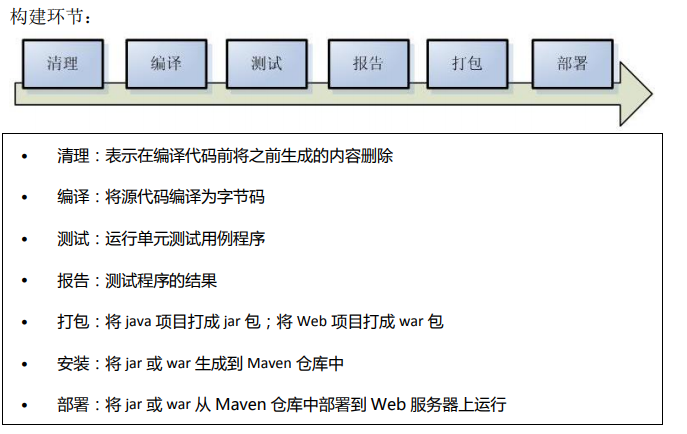 构建环节：
清理 编译 测试 报告 打包 部署
• 清理：表示在编译代码前将之前生成的内容删除
• 编译：将源代码编译为字节码
• 测试：运行单元测试用例程序
• 报告：测试程序的结果
• 打包：将 java 项目打成 jar 包；将 Web 项目打成 war 包
• 安装：将 jar 或 war 生成到 Maven 仓库中
• 部署：将 jar 或 war 从 Maven 仓库中部署到 Web 服务器上运行